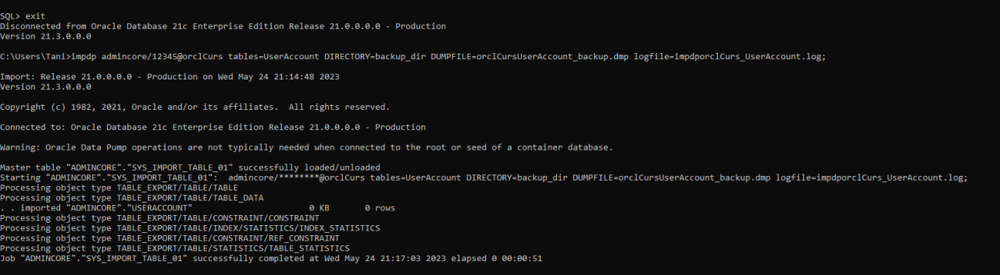 SQL> exit
Disconnected from Oracle Database 21c Enterprise Edition Release 21.0.0.0.0 - Production
Version 21.3.0.0.0
C:\Users\Tani>impdp admincore/12345@orclCurs tables=UserAccount DIRECTORY=backup_dir DUMPFILE=orclCursUserAccount_backup.dmp logfile=impdporclCurs_UserAccount.log;
Import: Release 21.0.0.0.0 - Production on Wed May 24 21:14:48 2023
Version 21.3.0.0.0
Copyright (c) 1982, 2021, Oracle and/or its affiliates.  All rights reserved.
Connected to: Oracle Database 21c Enterprise Edition Release 21.0.0.0.0 - Production
Warning: Oracle Data Pump operations are not typically needed when connected to the root or seed of a container database.
Master table "ADMINCORE"."SYS_IMPORT_TABLE_01" successfully loaded/unloaded
Starting "ADMINCORE"."SYS_IMPORT_TABLE_01":  admincore/********@orclCurs tables=UserAccount DIRECTORY=backup_dir DUMPFILE=orclCursUserAccount_backup.dmp logfile=impdporclCurs_UserAccount.log;
Processing object type TABLE_EXPORT/TABLE/TABLE
Processing object type TABLE_EXPORT/TABLE/TABLE_DATA
. . imported "ADMINCORE"."USERACCOUNT"                       0 KB       0 rows
Processing object type TABLE_EXPORT/TABLE/CONSTRAINT/CONSTRAINT
Processing object type TABLE_EXPORT/TABLE/INDEX/STATISTICS/INDEX_STATISTICS
Processing object type TABLE_EXPORT/TABLE/CONSTRAINT/REF_CONSTRAINT
Processing object type TABLE_EXPORT/TABLE/STATISTICS/TABLE_STATISTICS
Job "ADMINCORE"."SYS_IMPORT_TABLE_01" successfully completed at Wed May 24 21:17:03 2023 elapsed 0 00:00:51